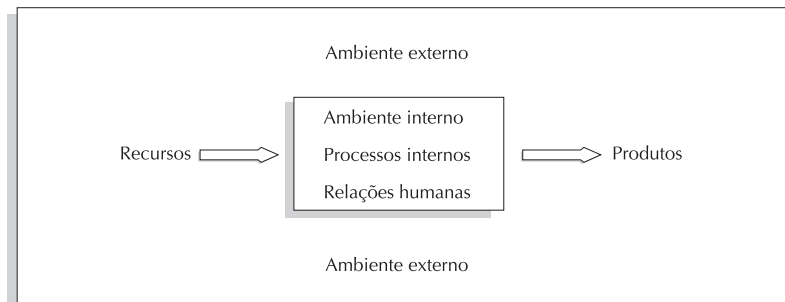 Ambiente externo
Ambiente interno
Recursos
Processos internos
Produtos
Relações humanas
Ambiente externo